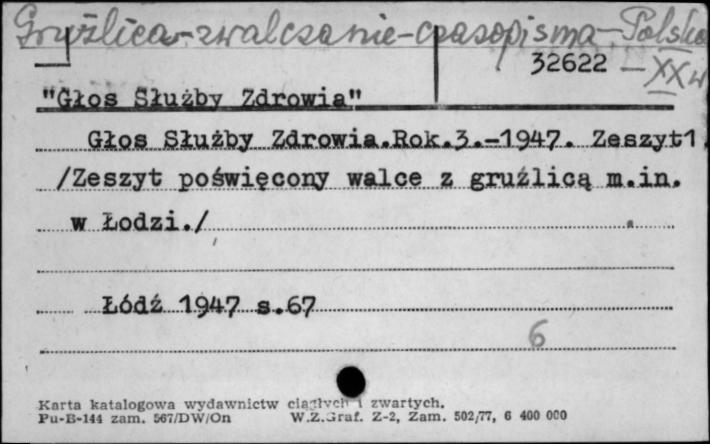 Gruźlica-zwalczanie-czasopisma-Polska
32622 - XX w
"Głos Służby Zdrowia"
Głos Służby Zdrowia.Rok.3.-1947. Zeszyt1.
/Zeszyt poświęcony walce z gruźlicą m.in.
w Łodzi./
Łódź 1947 s.67
6
Karta katalogowa wydawnictw ciągłych i zwartych.
Pu-B-144 zam. 567/DW/On W.Z.Graf. Z-2, Zam. 502/77, 6 400 000